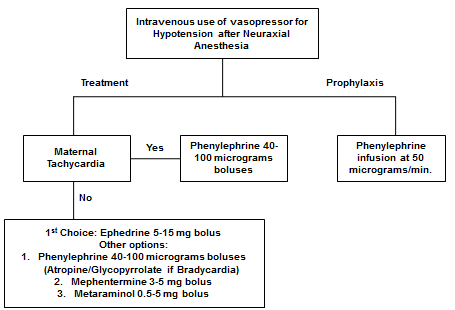 Intravenous use of vasopressor for
Hypotension after Neuraxial
Anesthesia
Treatment
Prophylaxis
Maternal
Tachycardia
Yes
Phenylephrine 40-
100 micrograms
boluses
Phenylephrine
infusion at 50
micrograms/min.
No
1st Choice: Ephedrine 5-15 mg bolus
Other options:
1. Phenylephrine 40-100 micrograms boluses
(Atropine/Glycopyrrolate if Bradycardia)
2. Mephentermine 3-5 mg bolus
3. Metaraminol 0.5-5 mg bolus